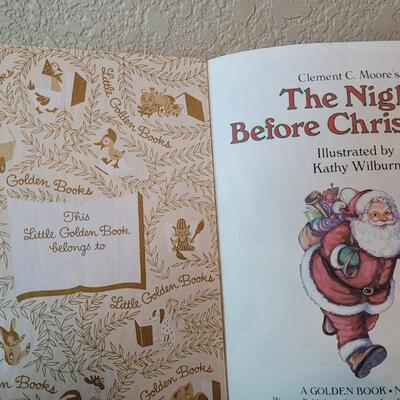 Little Golden Books
Golden Books
Golden Books
This
Little Golden Book
belongs to
Little Golden Books
Little Golden Books
Clement C. Moore's
The Nigh
Before Chris
Illustrated by
Kathy Wilburn
A GOLDEN BOOK • N